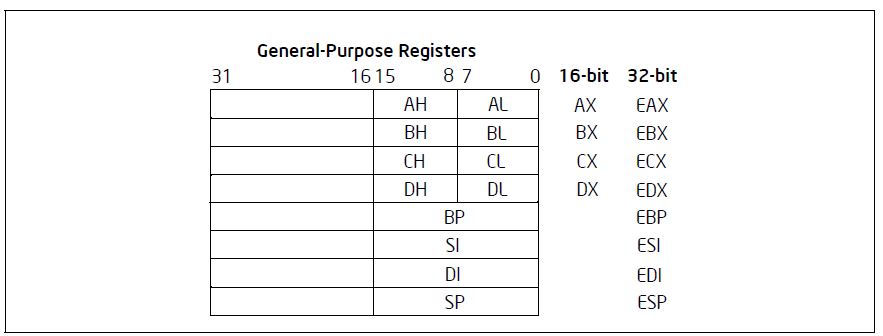 General-Purpose Registers
31 16 15 8 7 0 16-bit 32-bit
AH AL AX EAX
BH BL BX EBX
CH CL CX ECX
DH DL DX EDX
BP EBP
SI ESI
DI EDI
SP ESP